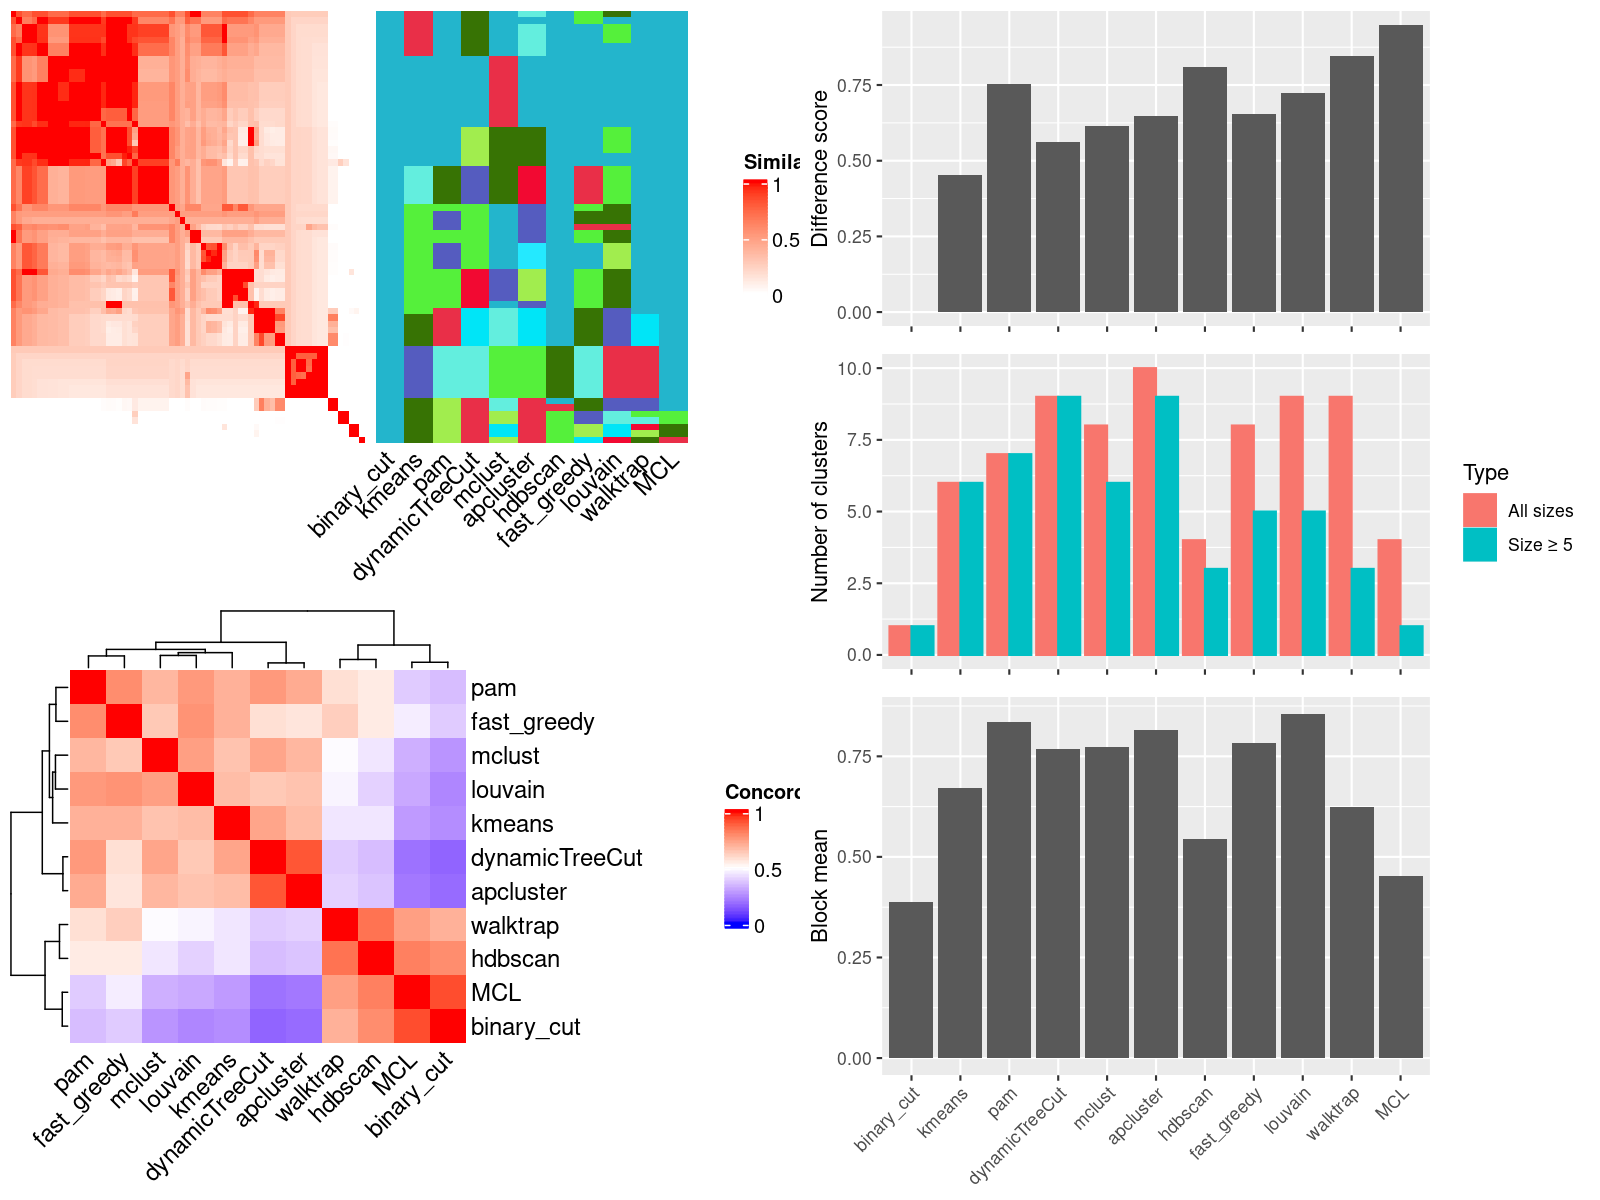 Simila
1
0.5
0
binary_cut
kmeans
pam
dynamicTreeCut
mclust
apcluster
hdbscan
fast_greedy
louvain
walktrap
MCL
pam
fast_greedy
mclust
louvain
kmeans
dynamicTreeCut
apcluster
walktrap
hdbscan
MCL
binary_cut
pam
fast_greedy
mclust
louvain
kmeans
dynamicTreeCut
apcluster
walktrap
hdbscan
MCL
binary_cut
Concord
1
0.5
0
Difference score
0.75
0.50
0.25
0.00
Number of clusters
10.0
7.5
5.0
2.5
0.0
Type
All sizes
Size ≥ 5
Block mean
0.75
0.50
0.25
0.00
binary_cut
kmeans
pam
dynamicTreeCut
mclust
apcluster
hdbscan
fast_greedy
louvain
walktrap
MCL